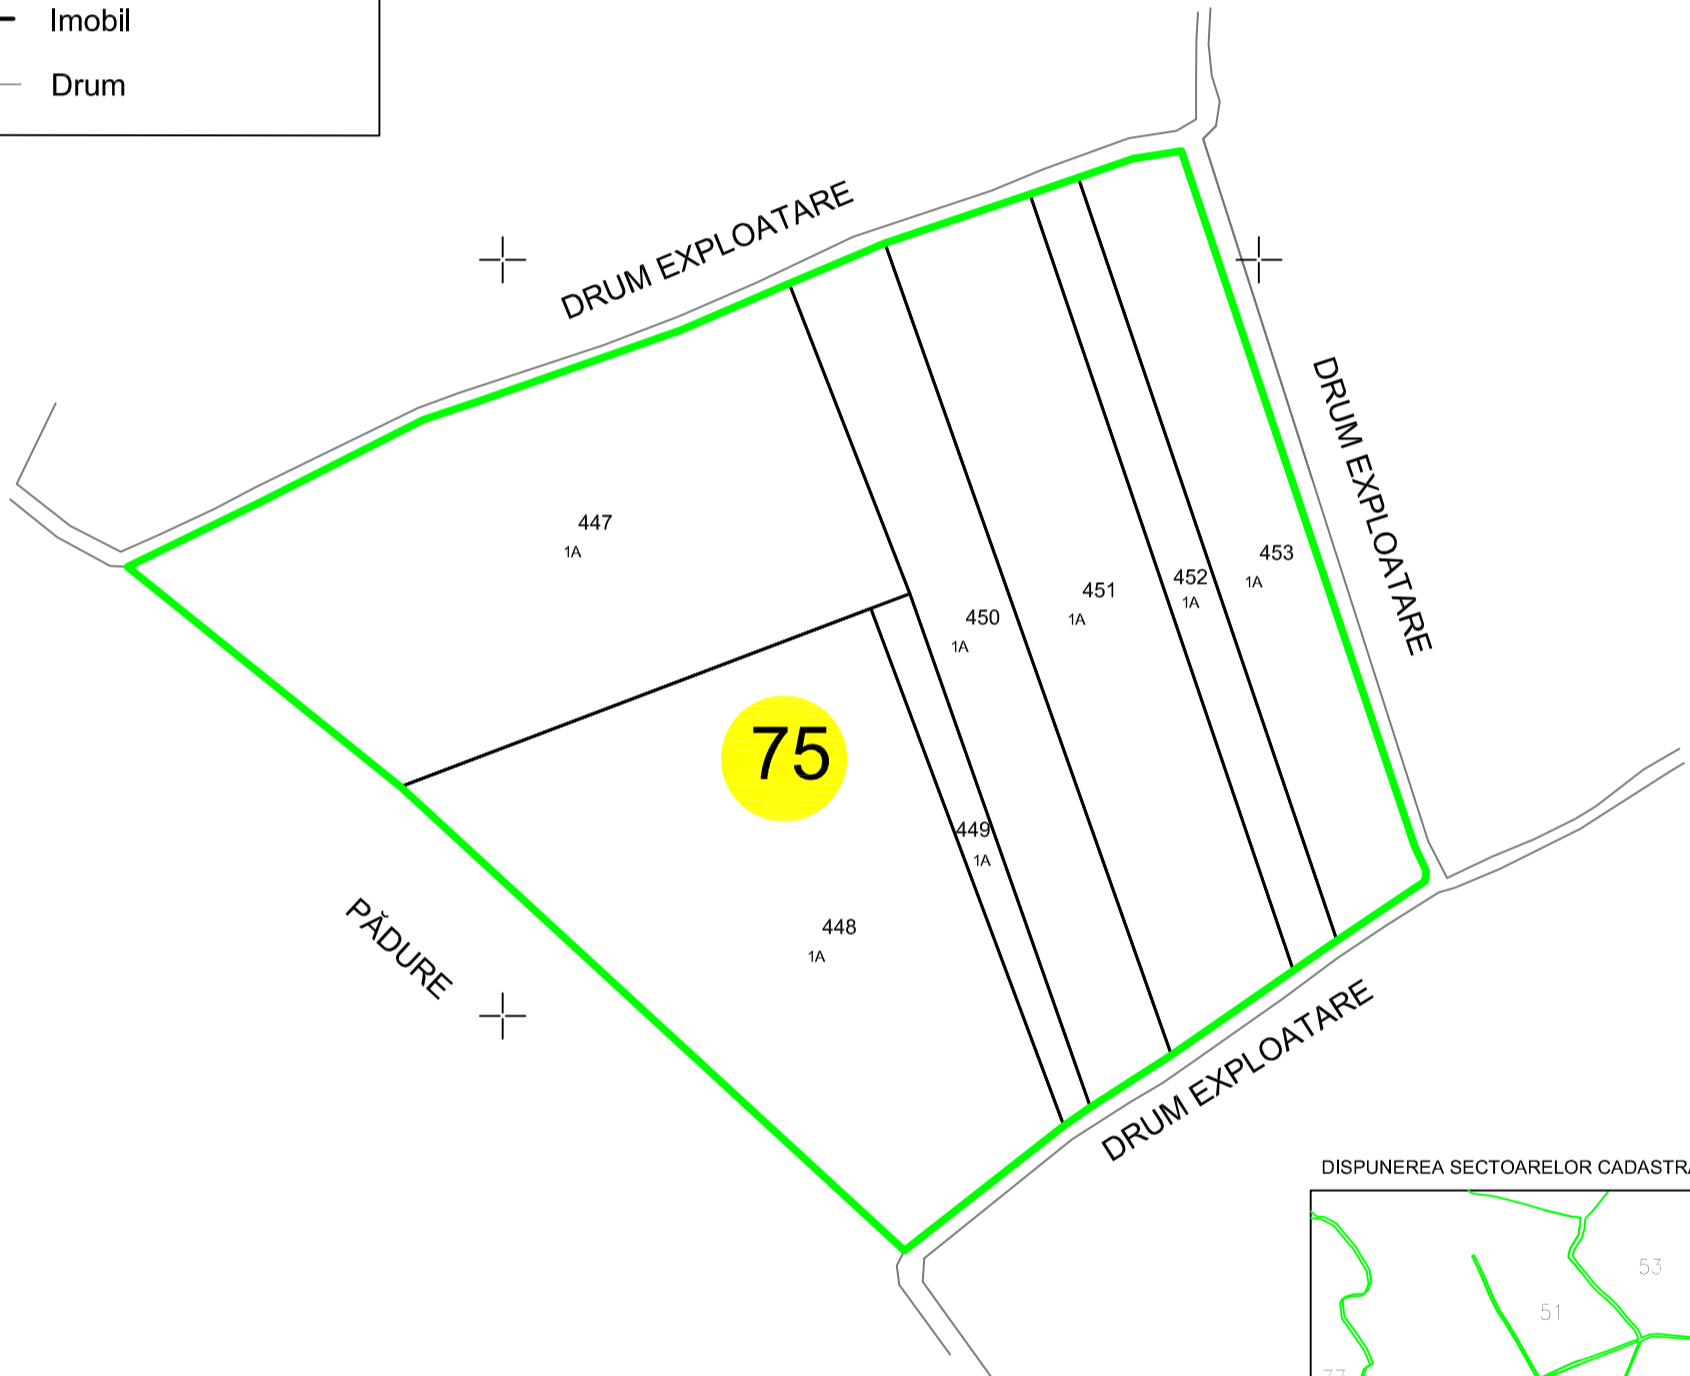 Imobil
Drum
DRUM EXPLOATARE
DRUM EXPLOATARE
447
1A
453
1A
452
1A
451
1A
450
1A
75
449
1A
448
1A
PĂDURE
DRUM EXPLOATARE
DISPUNEREA SECTOARELOR CADASTRA
53
51
77